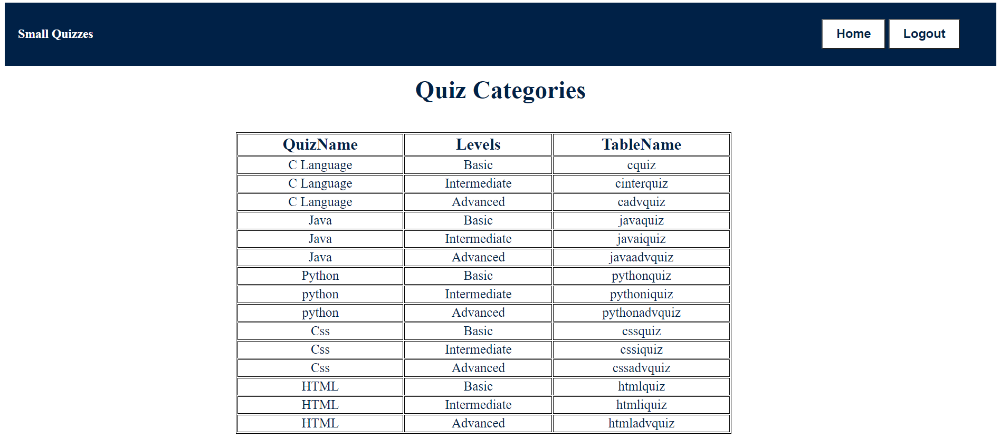 Small Quizzes Home Logout
Quiz Categories
QuizName Levels TableName
C Language Basic cquiz
C Language Intermediate cinterquiz
C Language Advanced cadvquiz
Java Basic javaquiz
Java Intermediate javaiquiz
Java Advanced javaadvquiz
Python Basic pythonquiz
python Intermediate pythoniquiz
python Advanced pythonadvquiz
Css Basic cssquiz
Css Intermediate cssiquiz
Css Advanced cssadvquiz
HTML Basic htmlquiz
HTML Intermediate htmliquiz
HTML Advanced htmladvquiz